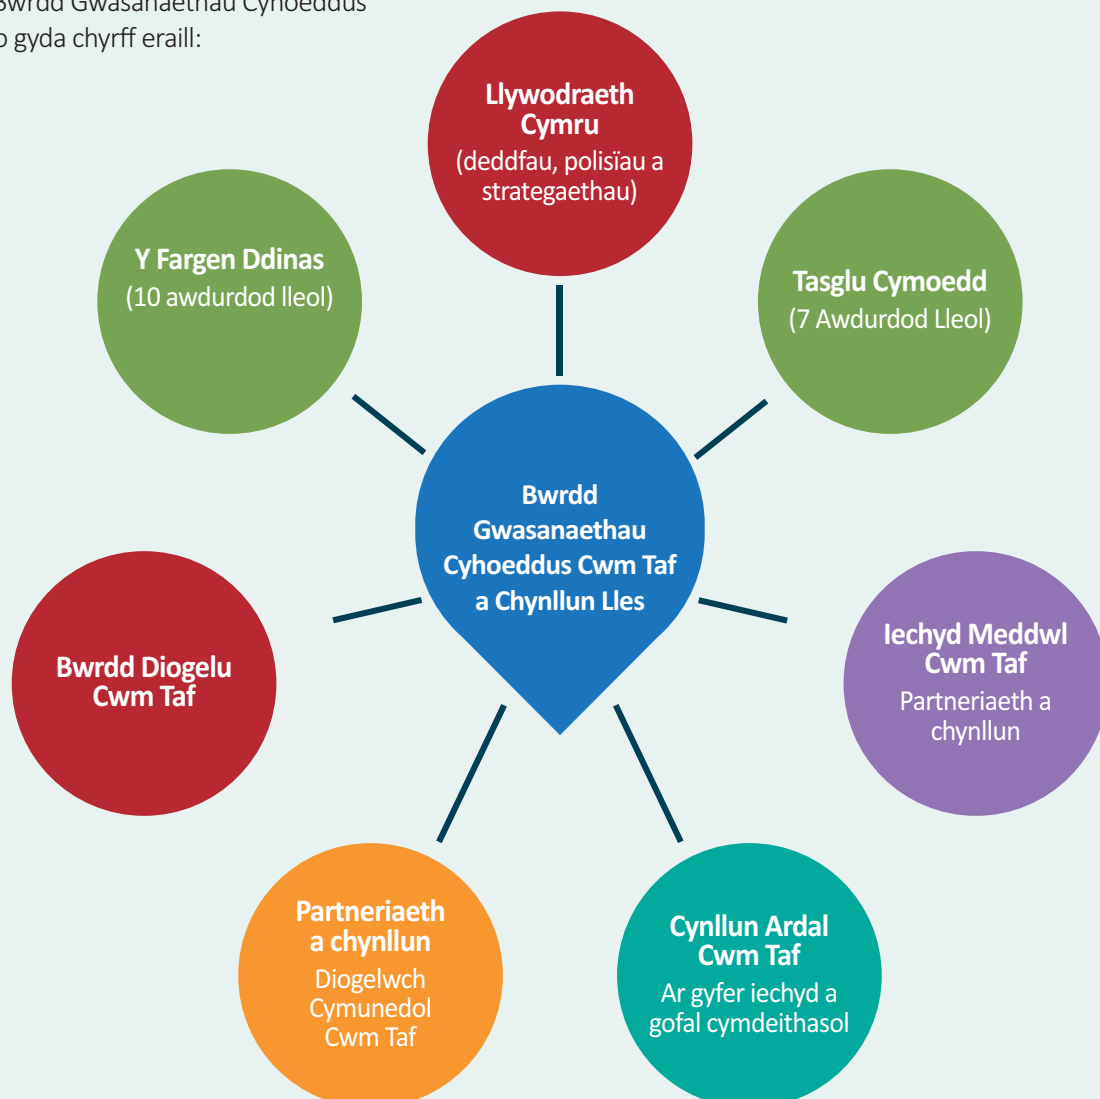 Bwrdd Gwasanaethau Cyhoeddus
o gyda chyrff eraill:
Llywodraeth
Cymru
(deddfau, polisïau a
strategaethau)
Y Fargen Ddinas
(10 awdurdod lleol)
Tasglu Cymoedd
(7 Awdurdod Lleol)
Bwrdd
Gwasanaethau
Cyhoeddus Cwm Taf
a Chynllun Lles
Bwrdd Diogelu
Cwm Taf
Iechyd Meddwl
Cwm Taf
Partneriaeth a
chynllun
Partneriaeth
a chynllun
Diogelwch
Cymunedol
Cwm Taf
Cynllun Ardal
Cwm Taf
Ar gyfer iechyd a
gofal cymdeithasol